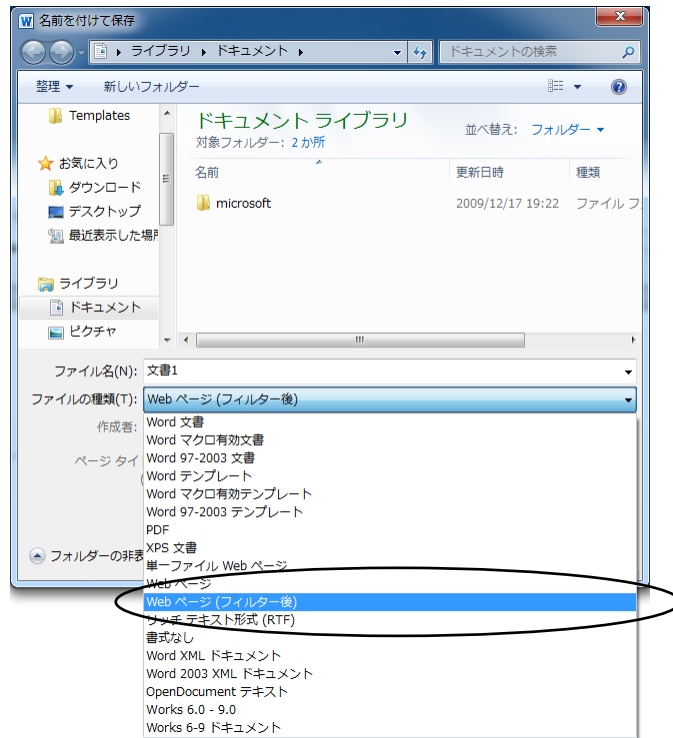 名前を付けて保存
ライブラリ ドキュメント ドキュメントの検索
整理 新しいフォルダー
Templates
お気に入り
ダウンロード
デスクトップ
最近表示した場所
ライブラリ
ドキュメント
ピクチャ
ドキュメント ライブラリ
対象フォルダー: 2 か所
並べ替え: フォルダー
名前 更新日時 種類
microsoft 2009/12/17 19:22 ファイル フ
ファイル名(N): 文書1
ファイルの種類(T): Web ページ (フィルター後)
作成者:
ページ タイ
フォルダーの非表
Word 文書
Word マクロ有効文書
Word 97-2003 文書
Word テンプレート
Word マクロ有効テンプレート
Word 97-2003 テンプレート
PDF
XPS 文書
単一ファイル Web ページ
Web ページ
Web ページ (フィルター後)
リッチ テキスト形式 (RTF)
書式なし
Word XML ドキュメント
Word 2003 XML ドキュメント
OpenDocument テキスト
Works 6.0 - 9.0
Works 6-9 ドキュメント